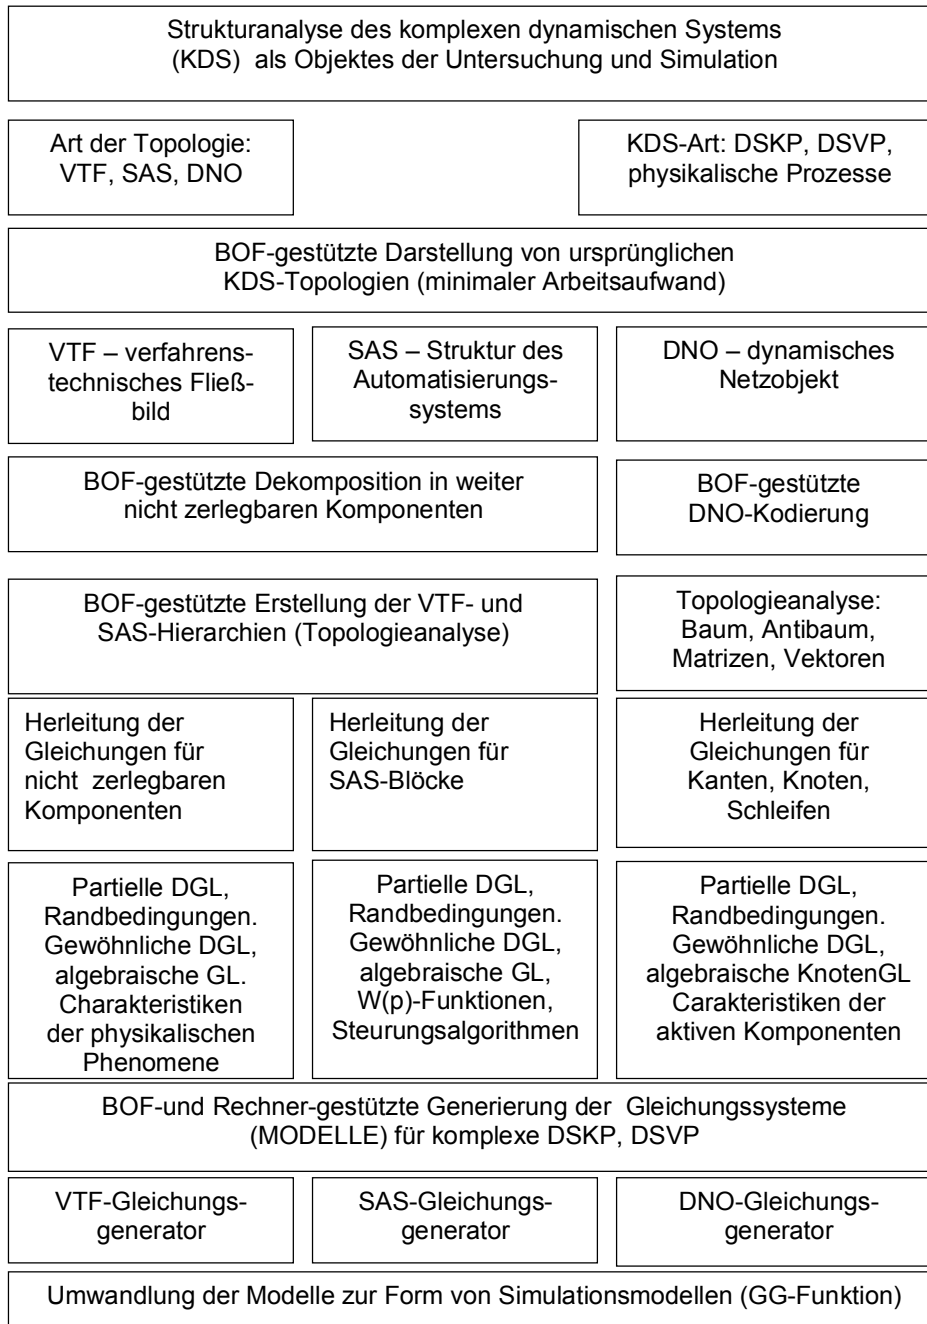 Strukturanalyse des komplexen dynamischen Systems
(KDS) als Objektes der Untersuchung und Simulation
Art der Topologie:
VTF, SAS, DNO
KDS-Art: DSKP, DSVP,
physikalische Prozesse
BOF-gestützte Darstellung von ursprünglichen
KDS-Topologien (minimaler Arbeitsaufwand)
VTF – verfahrens-
technisches Fließ-
bild
SAS – Struktur des
Automatisierungs-
systems
DNO – dynamisches
Netzobjekt
BOF-gestützte Dekomposition in weiter
nicht zerlegbaren Komponenten
BOF-gestützte
DNO-Kodierung
BOF-gestützte Erstellung der VTF- und
SAS-Hierarchien (Topologieanalyse)
Topologieanalyse:
Baum, Antibaum,
Matrizen, Vektoren
Herleitung der
Gleichungen für
nicht zerlegbaren
Komponenten
Herleitung der
Gleichungen für
SAS-Blöcke
Herleitung der
Gleichungen für
Kanten, Knoten,
Schleifen
Partielle DGL,
Randbedingungen.
Gewöhnliche DGL,
algebraische GL.
Charakteristiken
der physikalischen
Phenomene
Partielle DGL,
Randbedingungen.
Gewöhnliche DGL,
algebraische GL,
W(p)-Funktionen,
Steurungsalgorithmen
Partielle DGL,
Randbedingungen.
Gewöhnliche DGL,
algebraische KnotenGL
Carakteristiken der
aktiven Komponenten
BOF-und Rechner-gestützte Generierung der Gleichungssysteme
(MODELLE) für komplexe DSKP, DSVP
VTF-Gleichungs-
generator
SAS-Gleichungs-
generator
DNO-Gleichungs-
generator
Umwandlung der Modelle zur Form von Simulationsmodellen (GG-Funktion)